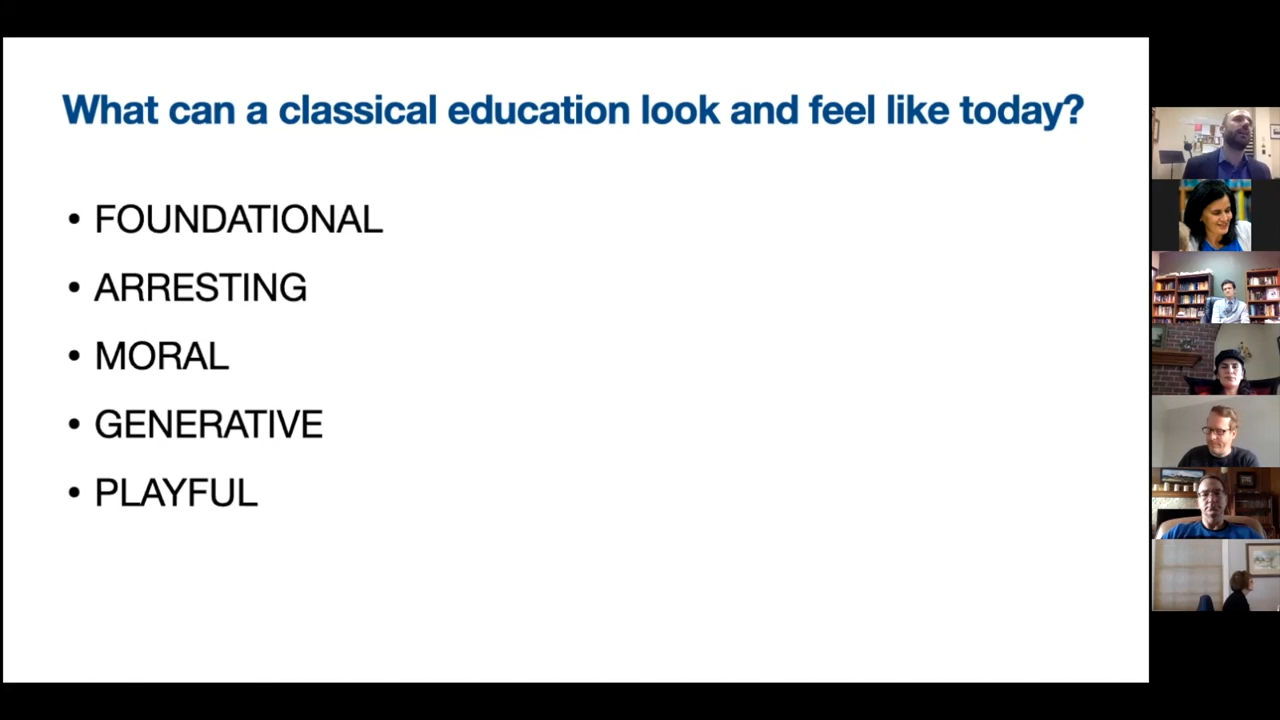 What can a classical education look and feel like today?
• FOUNDATIONAL
• ARRESTING
• MORAL
• GENERATIVE
• PLAYFUL